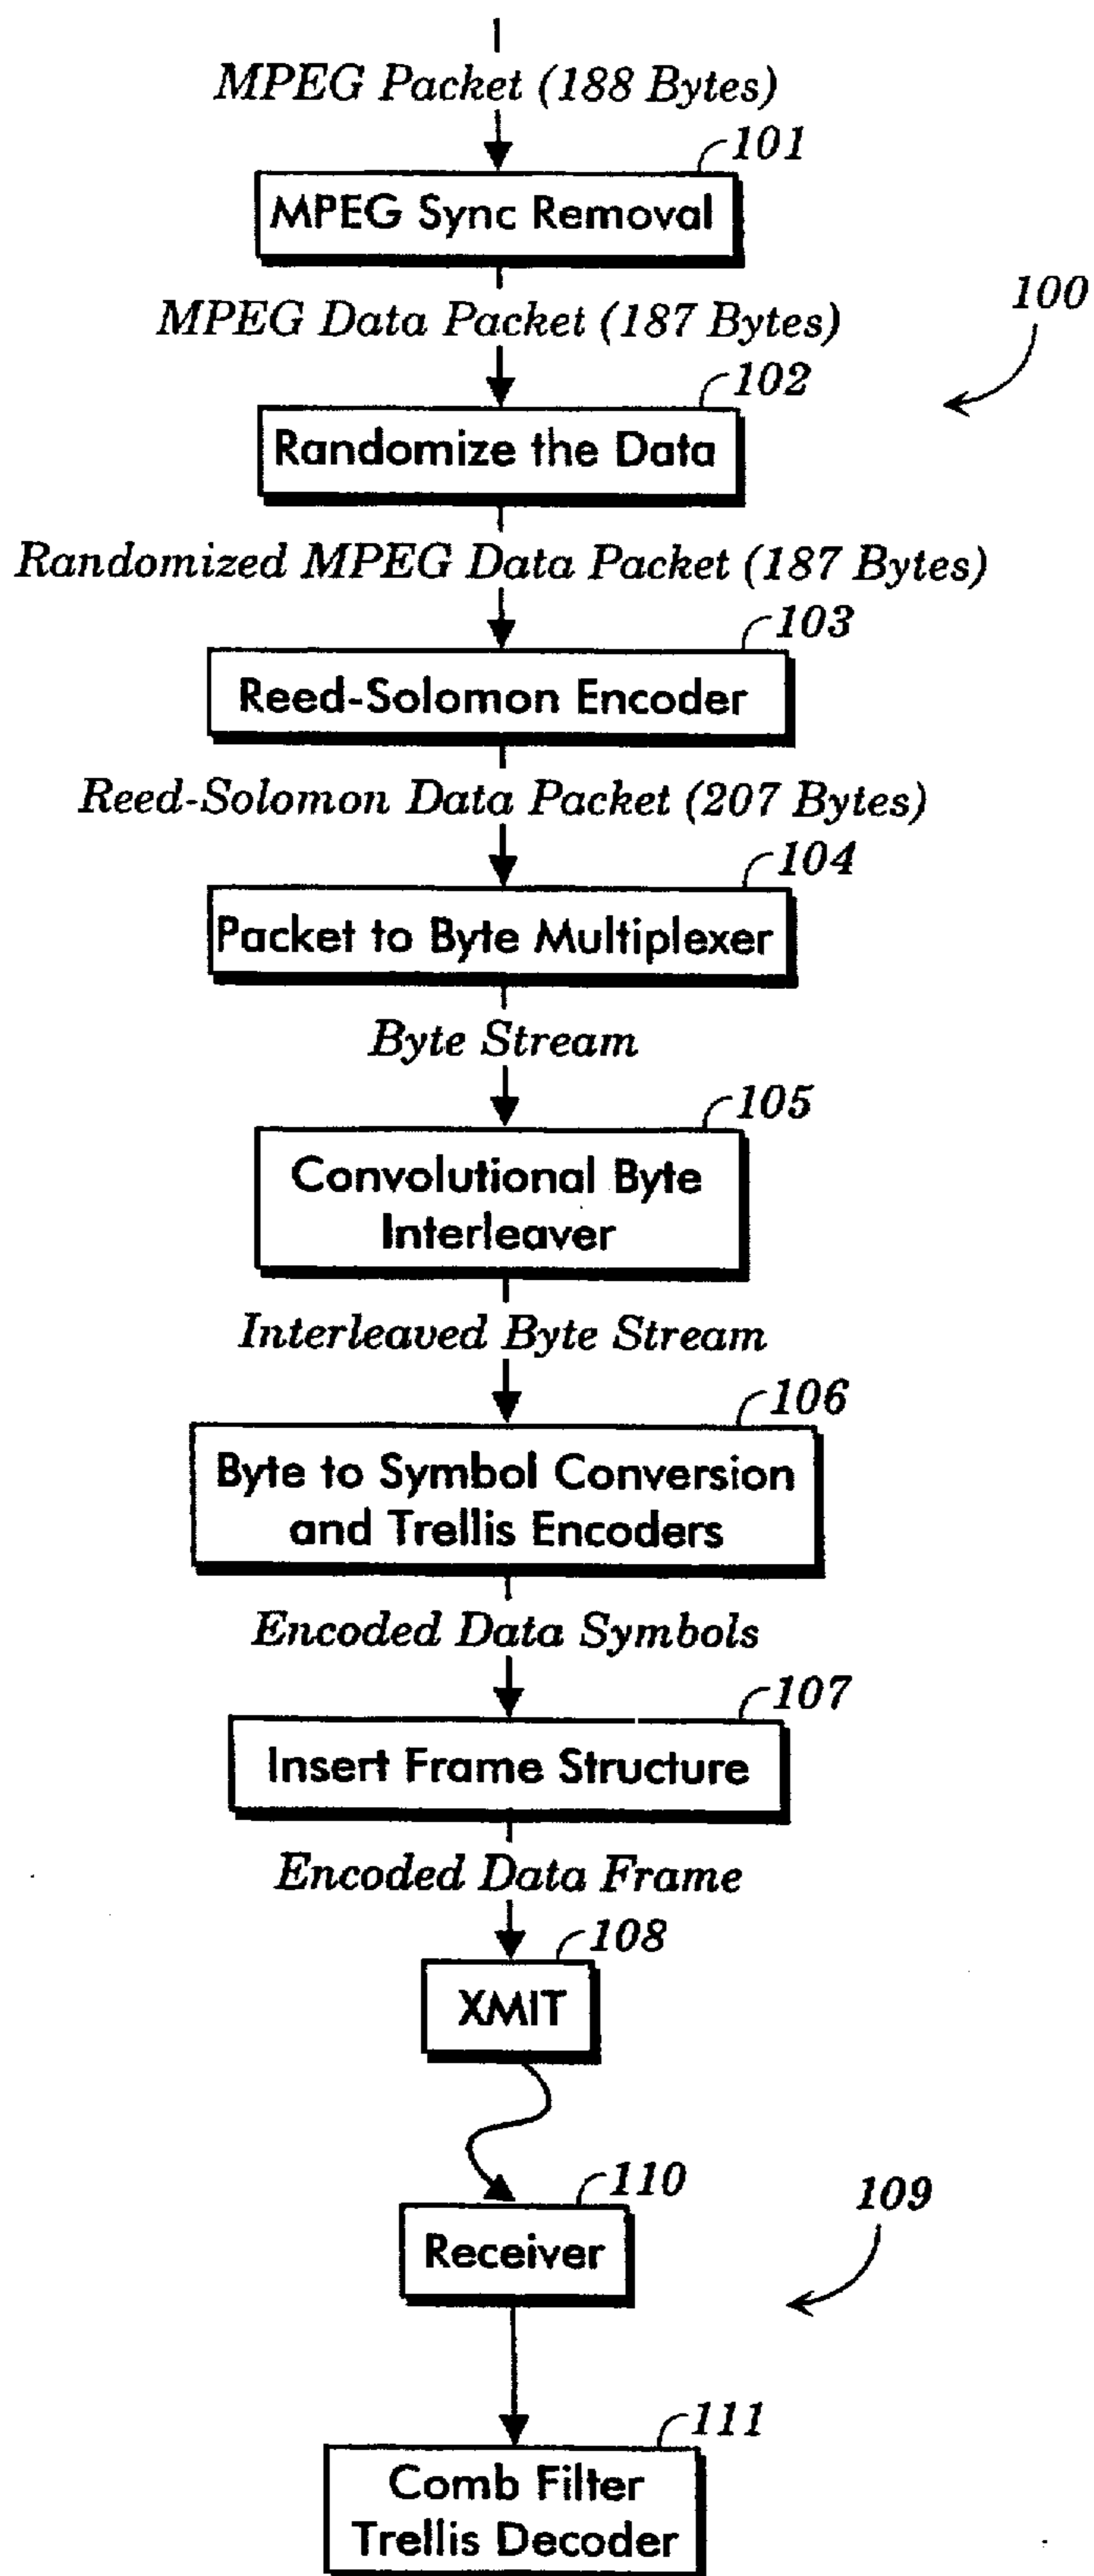 MPEG Packet (188 Bytes)
101
MPEG Sync Removal
MPEG Data Packet (187 Bytes)
100
102
Randomize the Data
Randomized MPEG Data Packet (187 Bytes)
103
Reed-Solomon Encoder
Reed-Solomon Data Packet (207 Bytes)
104
Packet to Byte Multiplexer
Byte Stream
105
Convolutional Byte
Interleaver
Interleaved Byte Stream
106
Byte to Symbol Conversion
and Trellis Encoders
Encoded Data Symbols
107
Insert Frame Structure
Encoded Data Frame
108
XMIT
110
109
Receiver
111
Comb Filter
Trellis Decoder